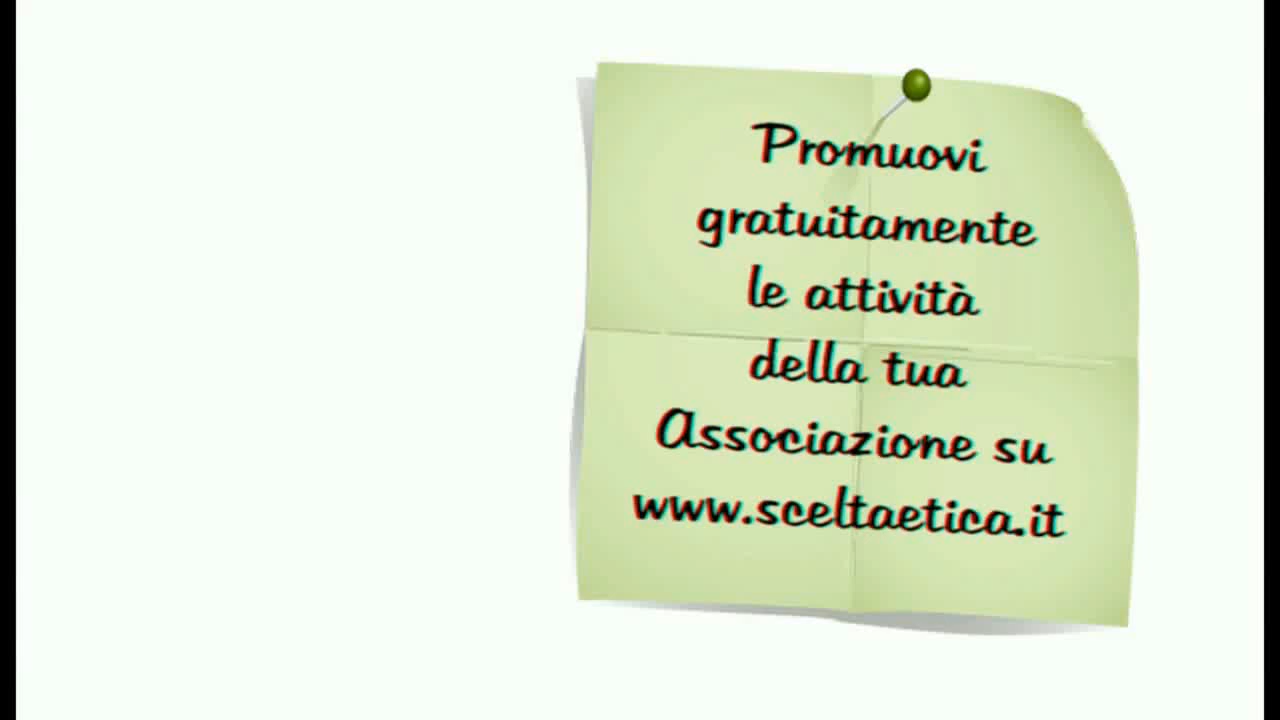 Promuovi
gratuitamente
le attività
della tua
Associazione su
www.sceltaetica.it